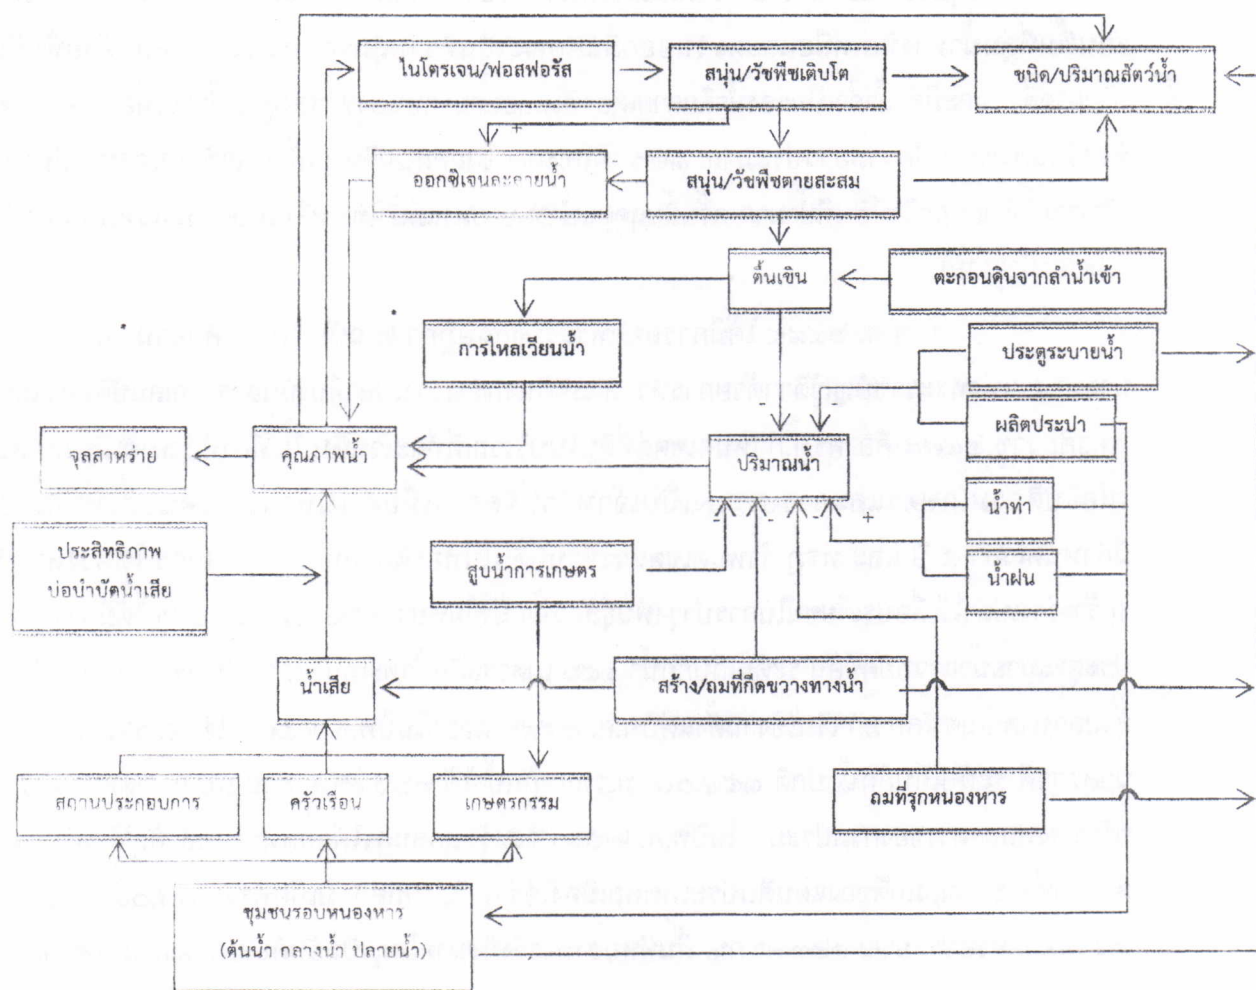 ไนโตรเจน/ฟอสฟอรัส
สนุ่น/วัชพืชเติบโต
ชนิด/ปริมาณสัตว์น้ำ
+
ออกซิเจนละลายน้ำ
สนุ่น/วัชพืชตายสะสม
ตื้นเขิน
ตะกอนดินจากลำน้ำเข้า
การไหลเวียนน้ำ
ประตูระบายน้ำ
ผลิตประปา
- -
จุลสาหร่าย
คุณภาพน้ำ
ปริมาณน้ำ
น้ำท่า
- - - +
ประสิทธิภาพ
บ่อบำบัดน้ำเสีย
สูบน้ำการเกษตร
น้ำฝน
น้ำเสีย
สร้าง/ถมที่กีดขวางทางน้ำ
สถานประกอบการ
ครัวเรือน
เกษตรกรรม
ถมที่รุกหนองหาร
ชุมชนรอบหนองหาร
(ต้นน้ำ กลางน้ำ ปลายน้ำ)